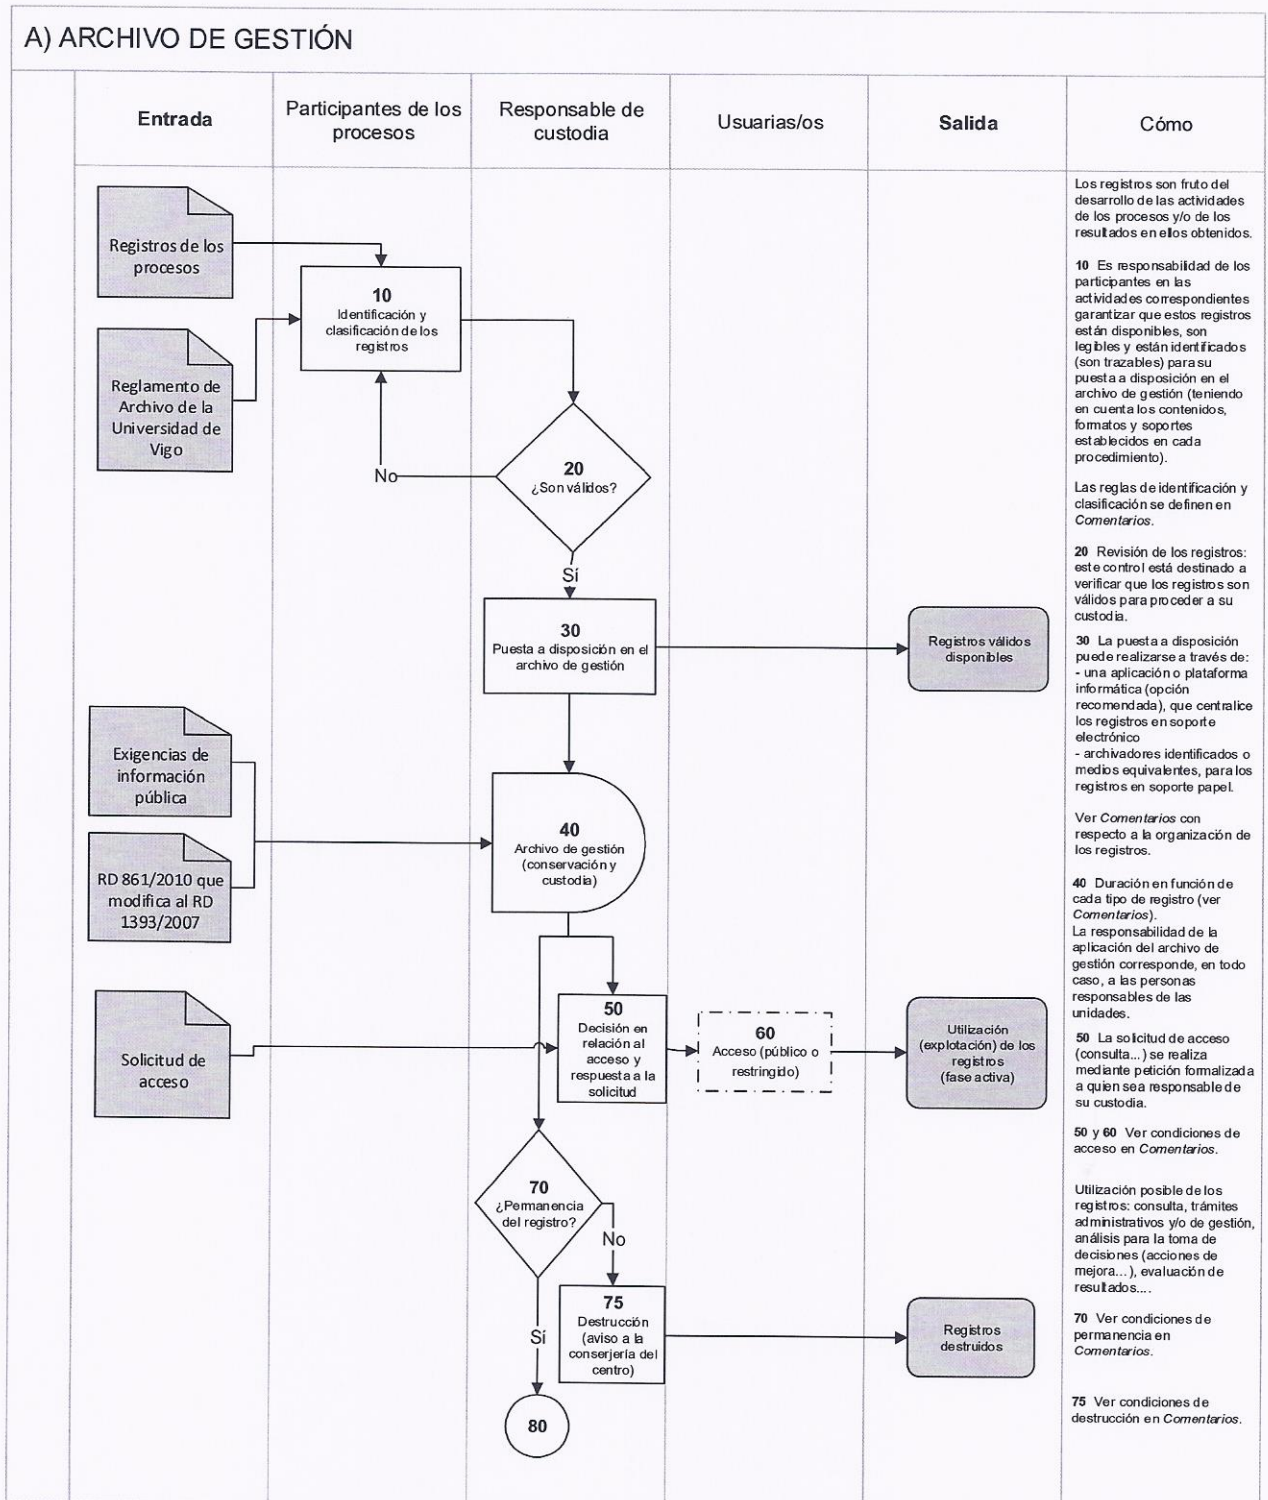 A) ARCHIVO DE GESTIÓN
Entrada
Participantes de los
procesos
Responsable de
custodia
Usuarias/os
Salida
Cómo
Registros de los
procesos
Reglamento de
Archivo de la
Universidad de
Vigo
10
Identificación y
clasificación de los
registros
No
20
¿Son válidos?
Sí
30
Puesta a disposición en el
archivo de gestión
Registros válidos
disponibles
Exigencias de
información
pública
RD 861/2010 que
modifica al RD
1393/2007
40
Archivo de gestión
(conservación y
custodia)
Solicitud de
acceso
50
Decisión en
relación al
acceso y
respuesta a la
solicitud
60
Acceso (público o
restringido)
Utilización
(explotación) de los
registros
(fase activa)
70
¿Permanencia
del registro?
No
Sí
75
Destrucción
(aviso a la
conserjería del
centro)
Registros
destruidos
80
Los registros son fruto del
desarrollo de las actividades
de los procesos y/o de los
resultados en ellos obtenidos.
10 Es responsabilidad de los
participantes en las
actividades correspondientes
garantizar que estos registros
están disponibles, son
legibles y están identificados
(son trazables) para su
puesta a disposición en el
archivo de gestión (teniendo
en cuenta los contenidos,
formatos y soportes
establecidos en cada
procedimiento).
Las reglas de identificación y
clasificación se definen en
Comentarios.
20 Revisión de los registros:
este control está destinado a
verificar que los registros son
válidos para proceder a su
custodia.
30 La puesta a disposición
puede realizarse a través de:
- una aplicación o plataforma
informática (opción
recomendada), que centralice
los registros en soporte
electrónico
- archivadores identificados o
medios equivalentes, para los
registros en soporte papel.
Ver Comentarios con
respecto a la organización de
los registros.
40 Duración en función de
cada tipo de registro (ver
Comentarios).
La responsabilidad de la
aplicación del archivo de
gestión corresponde, en todo
caso, a las personas
responsables de las
unidades.
50 La solicitud de acceso
(consulta...) se realiza
mediante petición formalizada
a quien sea responsable de
su custodia.
50 y 60 Ver condiciones de
acceso en Comentarios.
Utilización posible de los
registros: consulta, trámites
administrativos y/o de gestión,
análisis para la toma de
decisiones (acciones de
mejora...), evaluación de
resultados....
70 Ver condiciones de
permanencia en
Comentarios.
75 Ver condiciones de
destrucción en Comentarios.